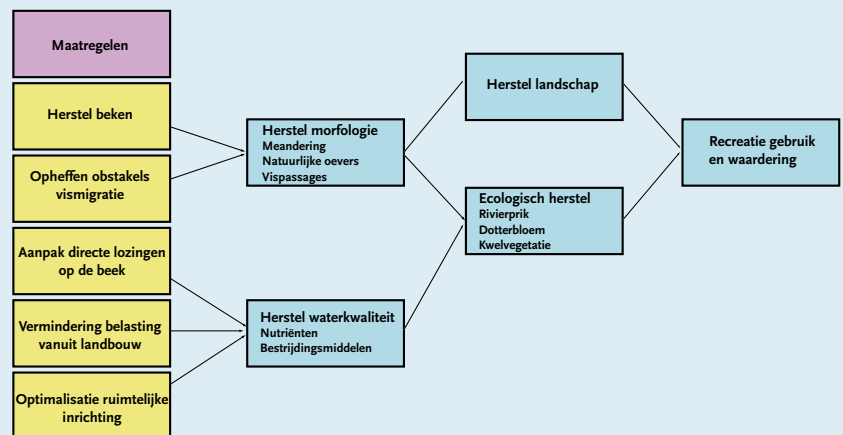 Maatregelen
Herstel beken
Opheffen obstakels
vismigratie
Aanpak directe lozingen
op de beek
Vermindering belasting
vanuit landbouw
Optimalisatie ruimtelijke
inrichting
Herstel morfologie
Meandering
Natuurlijke oevers
Vispassages
Herstel waterkwaliteit
Nutriënten
Bestrijdingsmiddelen
Herstel landschap
Ecologisch herstel
Rivierprik
Dotterbloem
Kwelvegetatie
Recreatie gebruik
en waardering